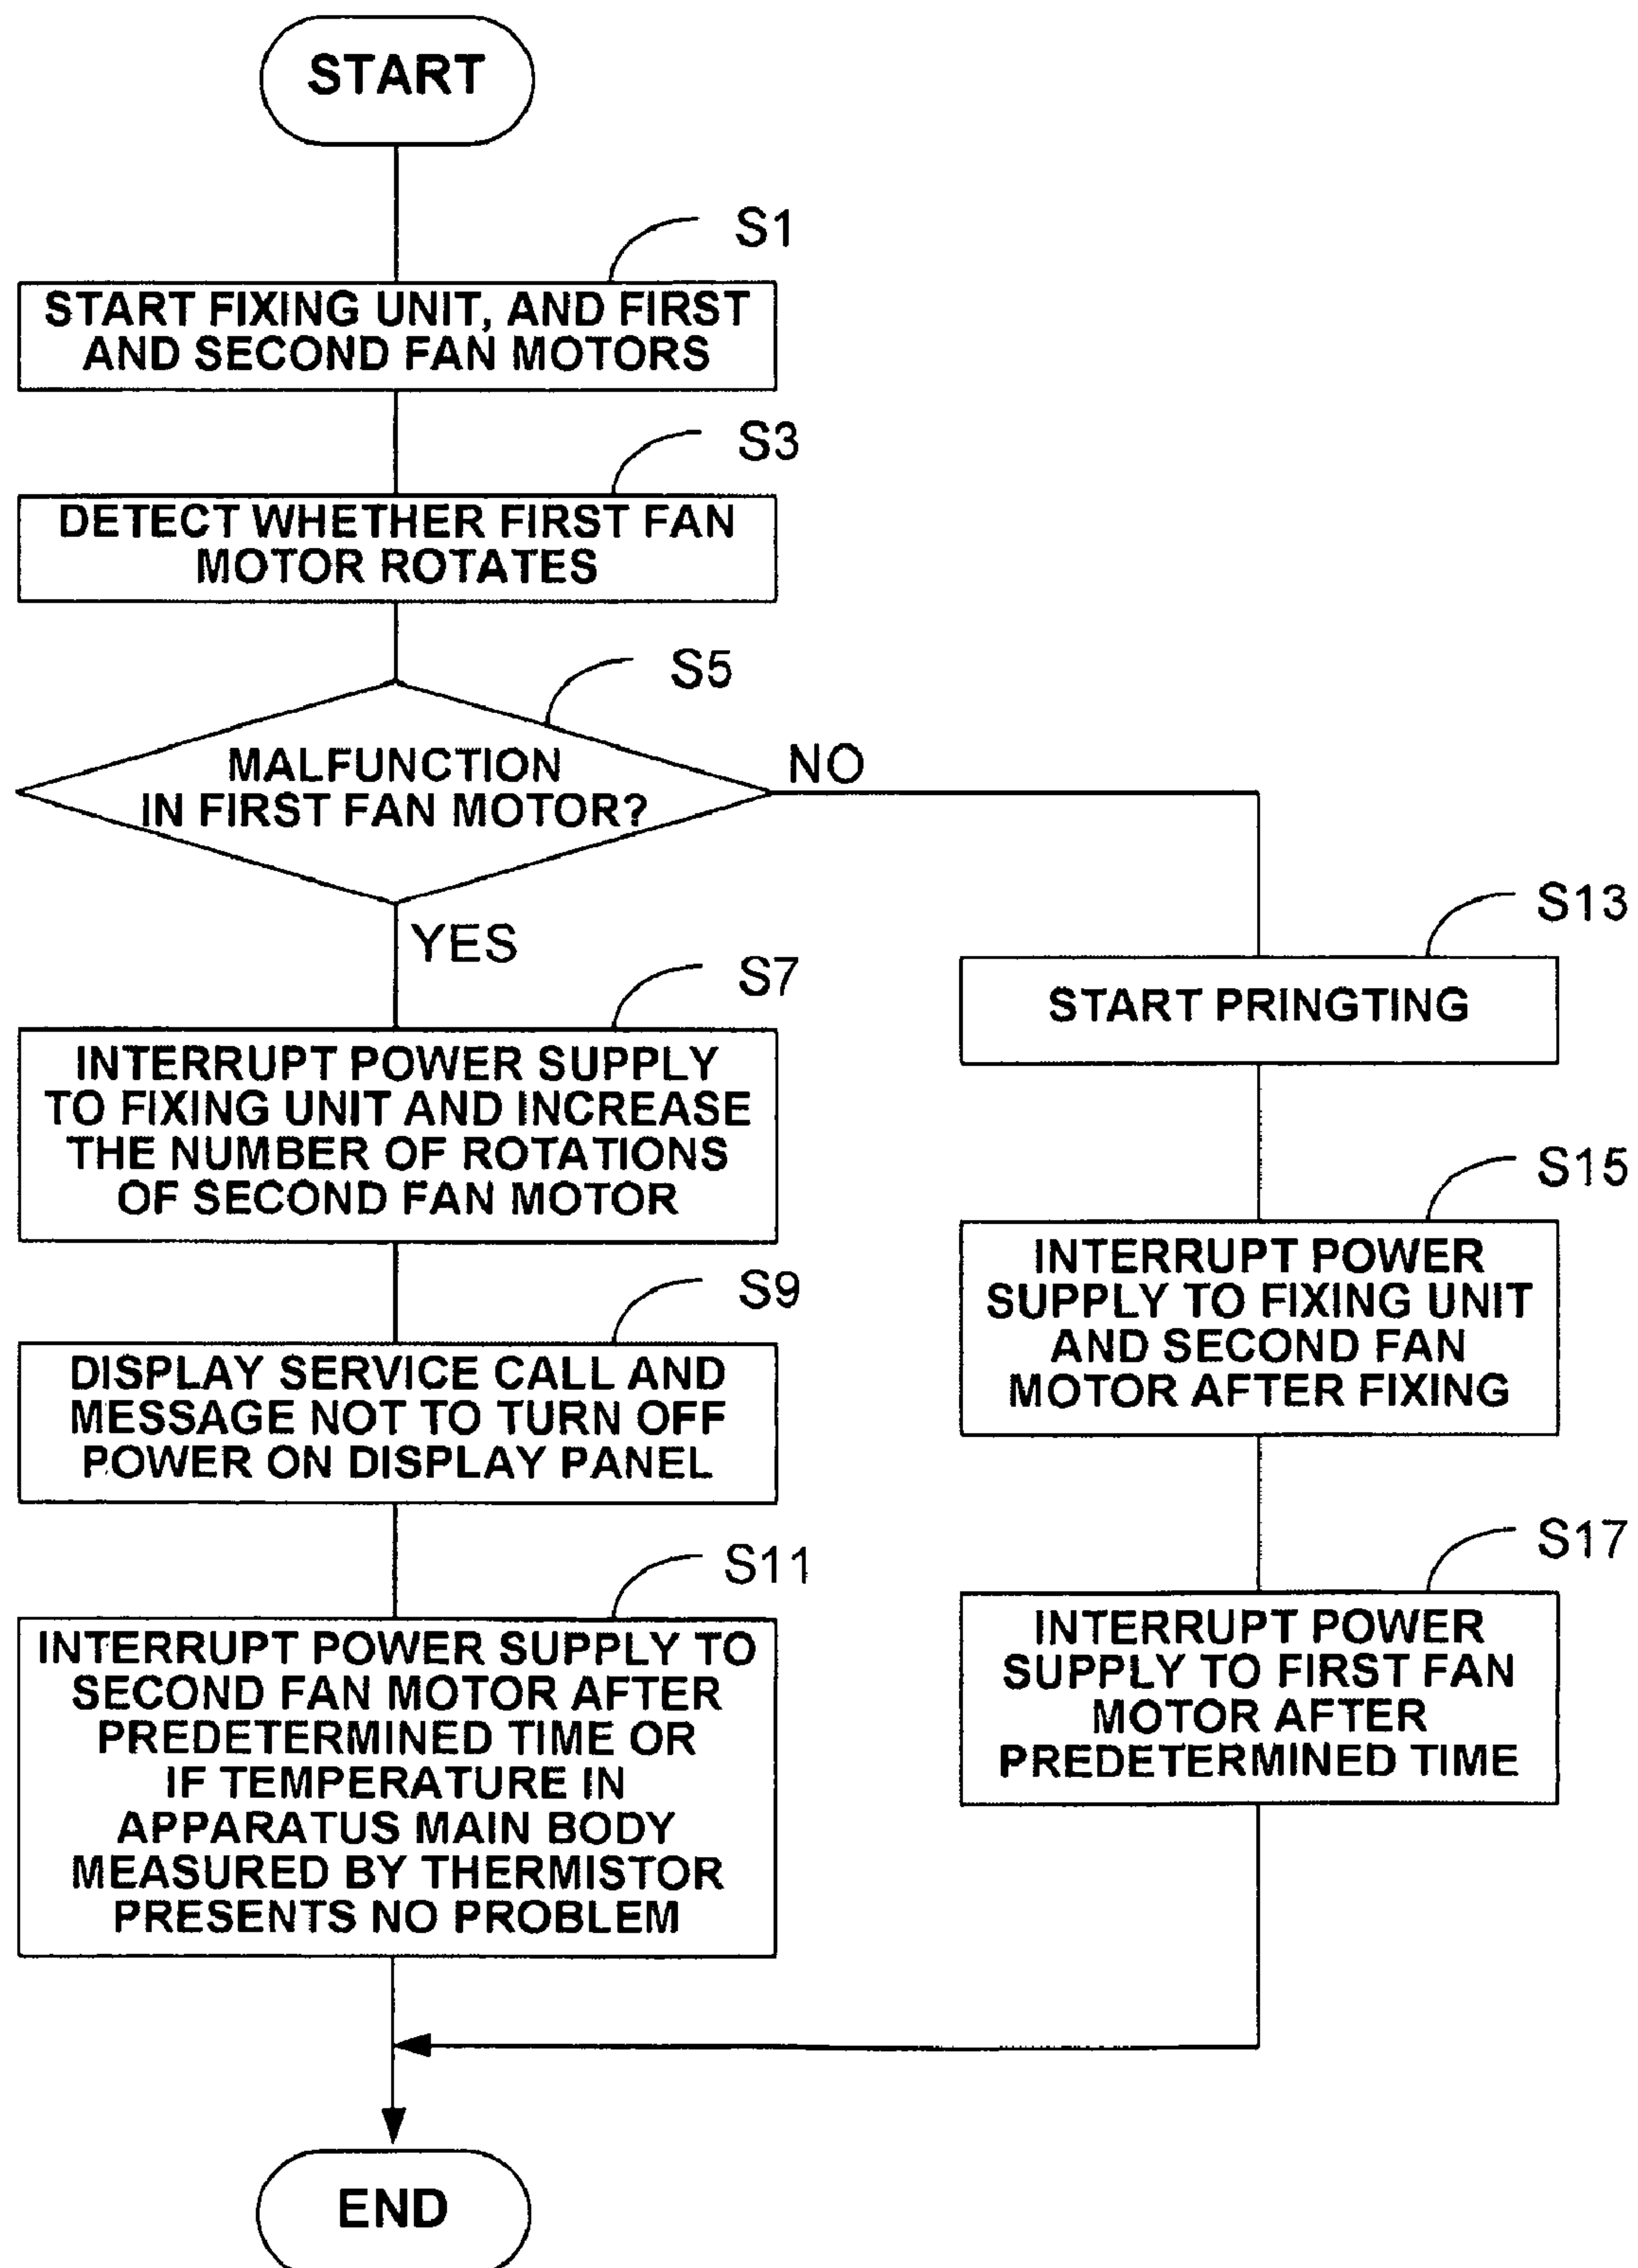 START
S1
START FIXING UNIT, AND FIRST
AND SECOND FAN MOTORS
S3
DETECT WHETHER FIRST FAN
MOTOR ROTATES
S5
MALFUNCTION
IN FIRST FAN MOTOR?
NO
YES
S7
INTERRUPT POWER SUPPLY
TO FIXING UNIT AND INCREASE
THE NUMBER OF ROTATIONS
OF SECOND FAN MOTOR
S9
DISPLAY SERVICE CALL AND
MESSAGE NOT TO TURN OFF
POWER ON DISPLAY PANEL
S11
INTERRUPT POWER SUPPLY TO
SECOND FAN MOTOR AFTER
PREDETERMINED TIME OR
IF TEMPERATURE IN
APPARATUS MAIN BODY
MEASURED BY THERMISTOR
PRESENTS NO PROBLEM
S13
START PRINGTING
S15
INTERRUPT POWER
SUPPLY TO FIXING UNIT
AND SECOND FAN
MOTOR AFTER FIXING
S17
INTERRUPT POWER
SUPPLY TO FIRST FAN
MOTOR AFTER
PREDETERMINED TIME
END